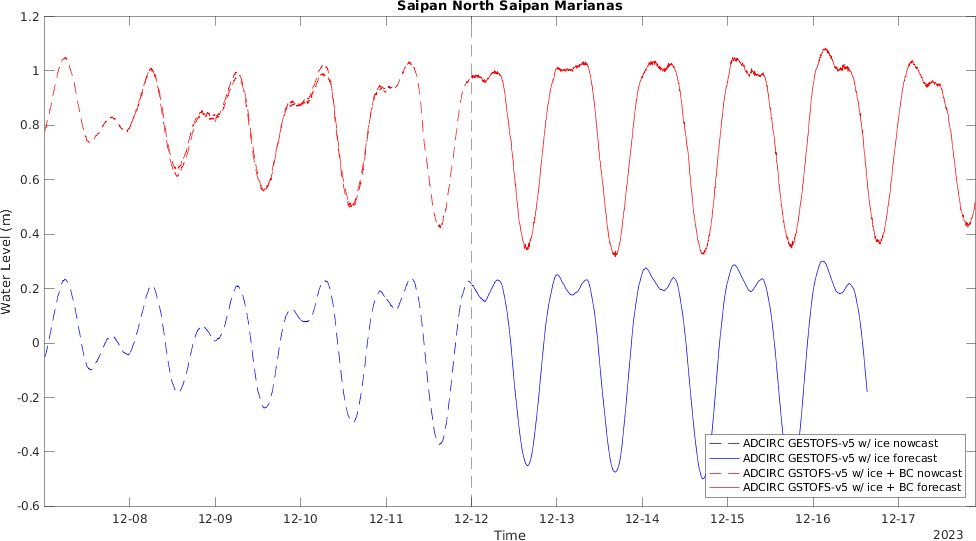 Saipan North Saipan Marianas
1.2
1
0.8
0.6
0.4
0.2
0
-0.2
-0.4
-0.6
Water Level (m)
ADCIRC GESTOFS-v5 w/ ice nowcast
ADCIRC GESTOFS-v5 w/ ice forecast
ADCIRC GSTOFS-v5 w/ ice + BC nowcast
ADCIRC GSTOFS-v5 w/ ice + BC forecast
12-08 12-09 12-10 12-11 12-12 12-13 12-14 12-15 12-16 12-17
Time
2023